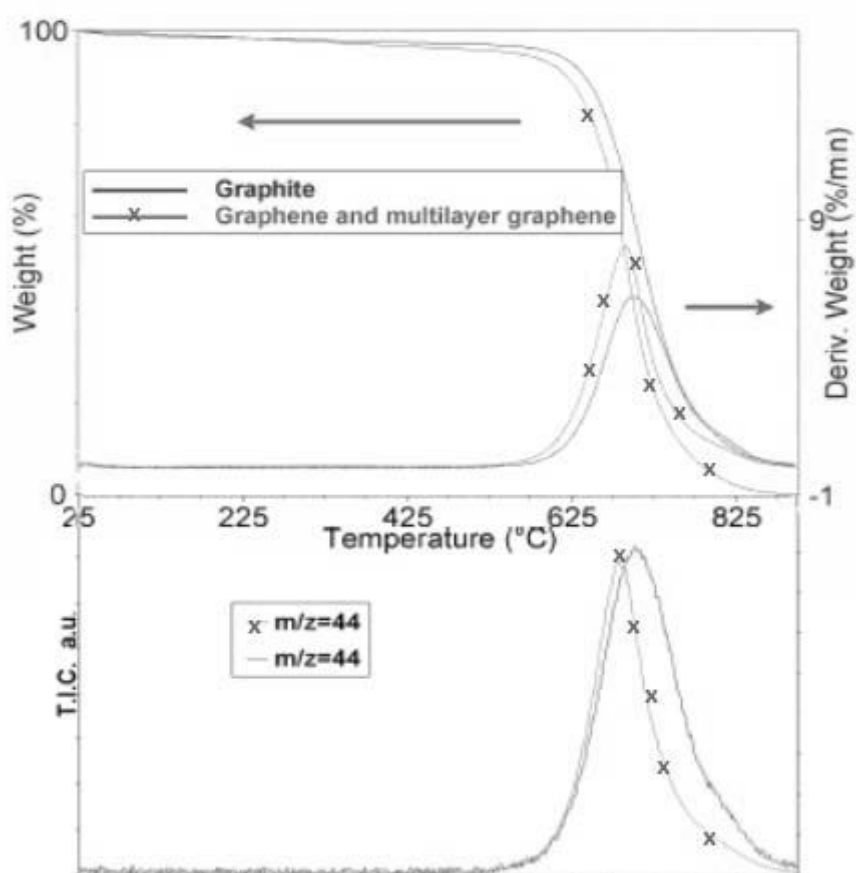 100
Weight (%)
Graphite
x Graphene and multilayer graphene
9
Deriv. Weight (%/mn)
0
-1
25
225
425
625
825
Temperature (°C)
T.I.C. a.u.
x m/z=44
m/z=44